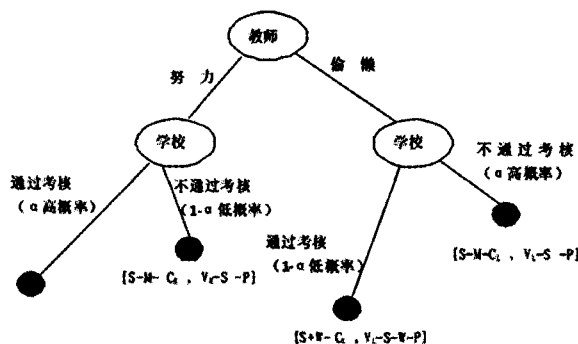 教师
努 力
偷 懒
学校
学校
通过考核
(α高概率)
不通过考核
(1-α低概率)
不 通 过 考 核
(α高概率)
通过考核
(1-α低概率)
{S-M-C_E , V_E-S-P}
{S-M-C_L , V_L-S-P}
{S+W-C_L , V_L-S-W-P}